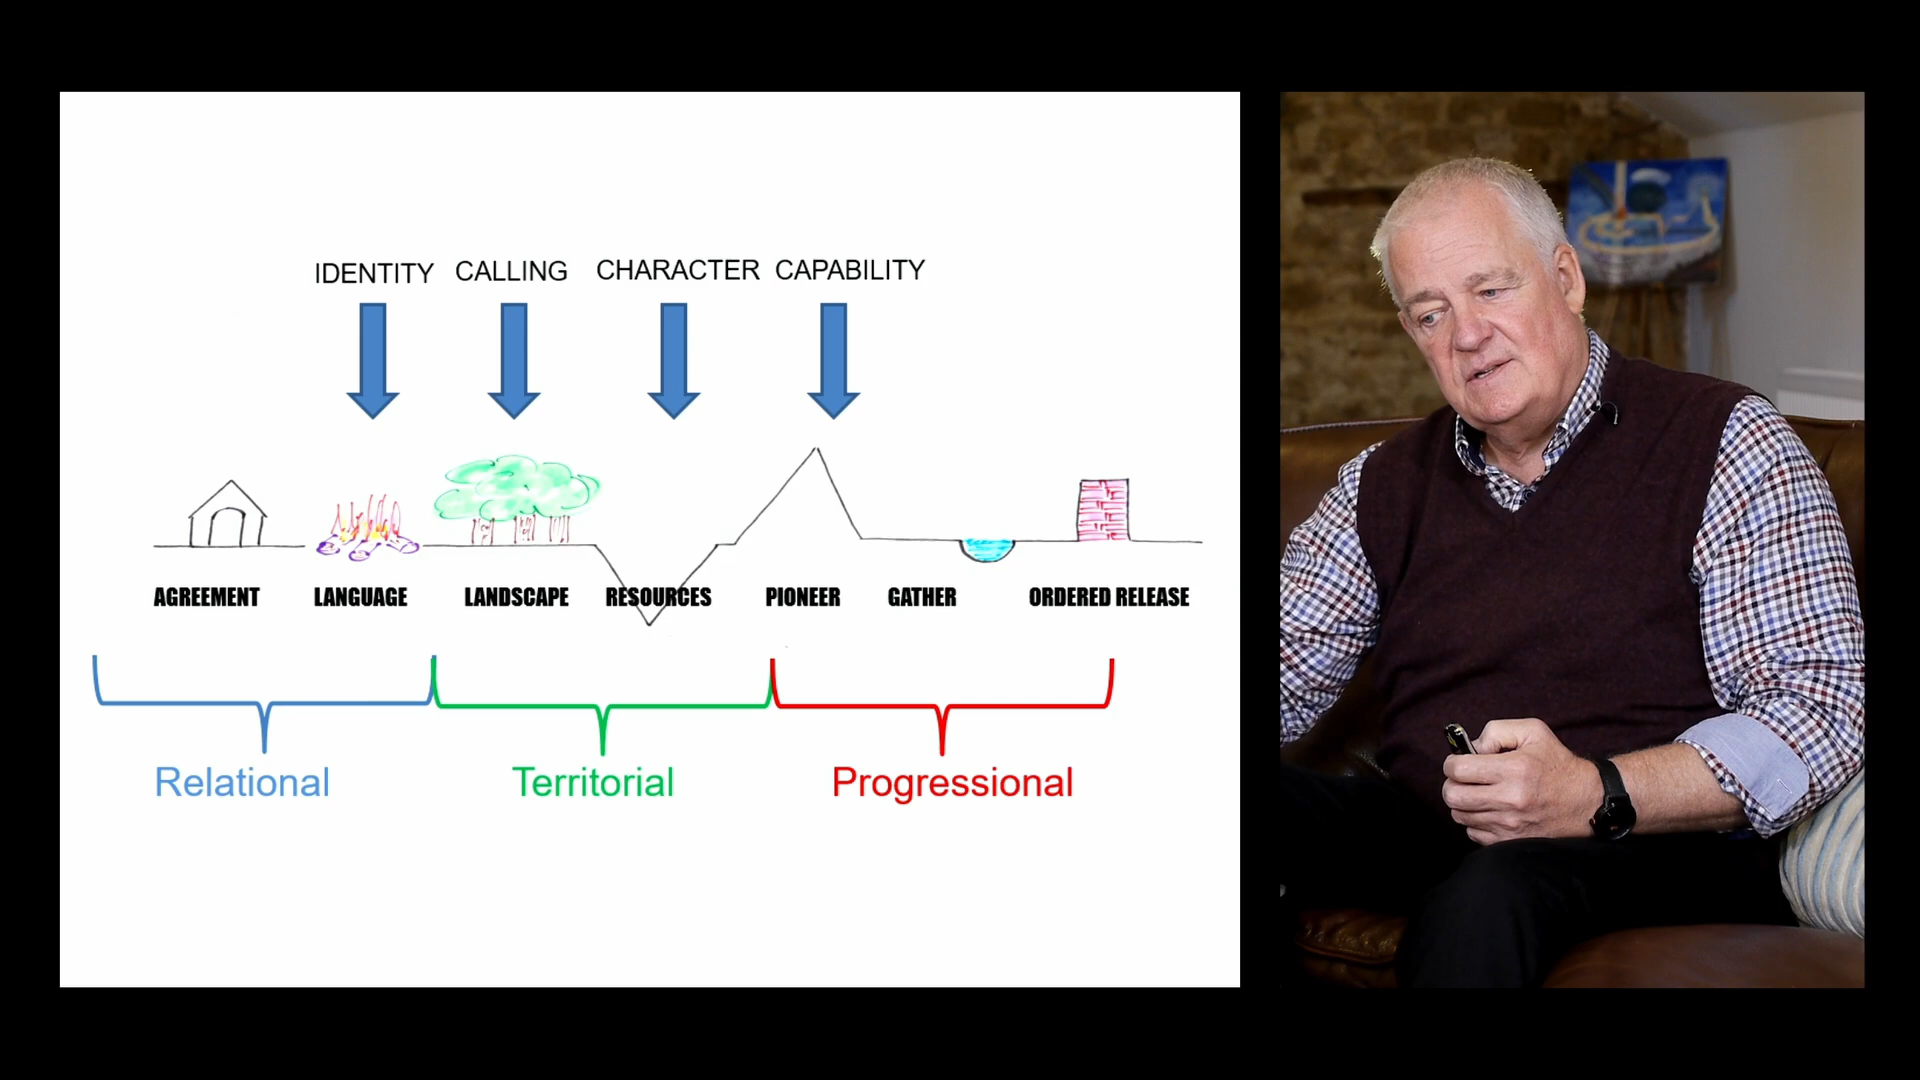 IDENTITY CALLING CHARACTER CAPABILITY
AGREEMENT LANGUAGE LANDSCAPE RESOURCES PIONEER GATHER ORDERED RELEASE
Relational Territorial Progressional